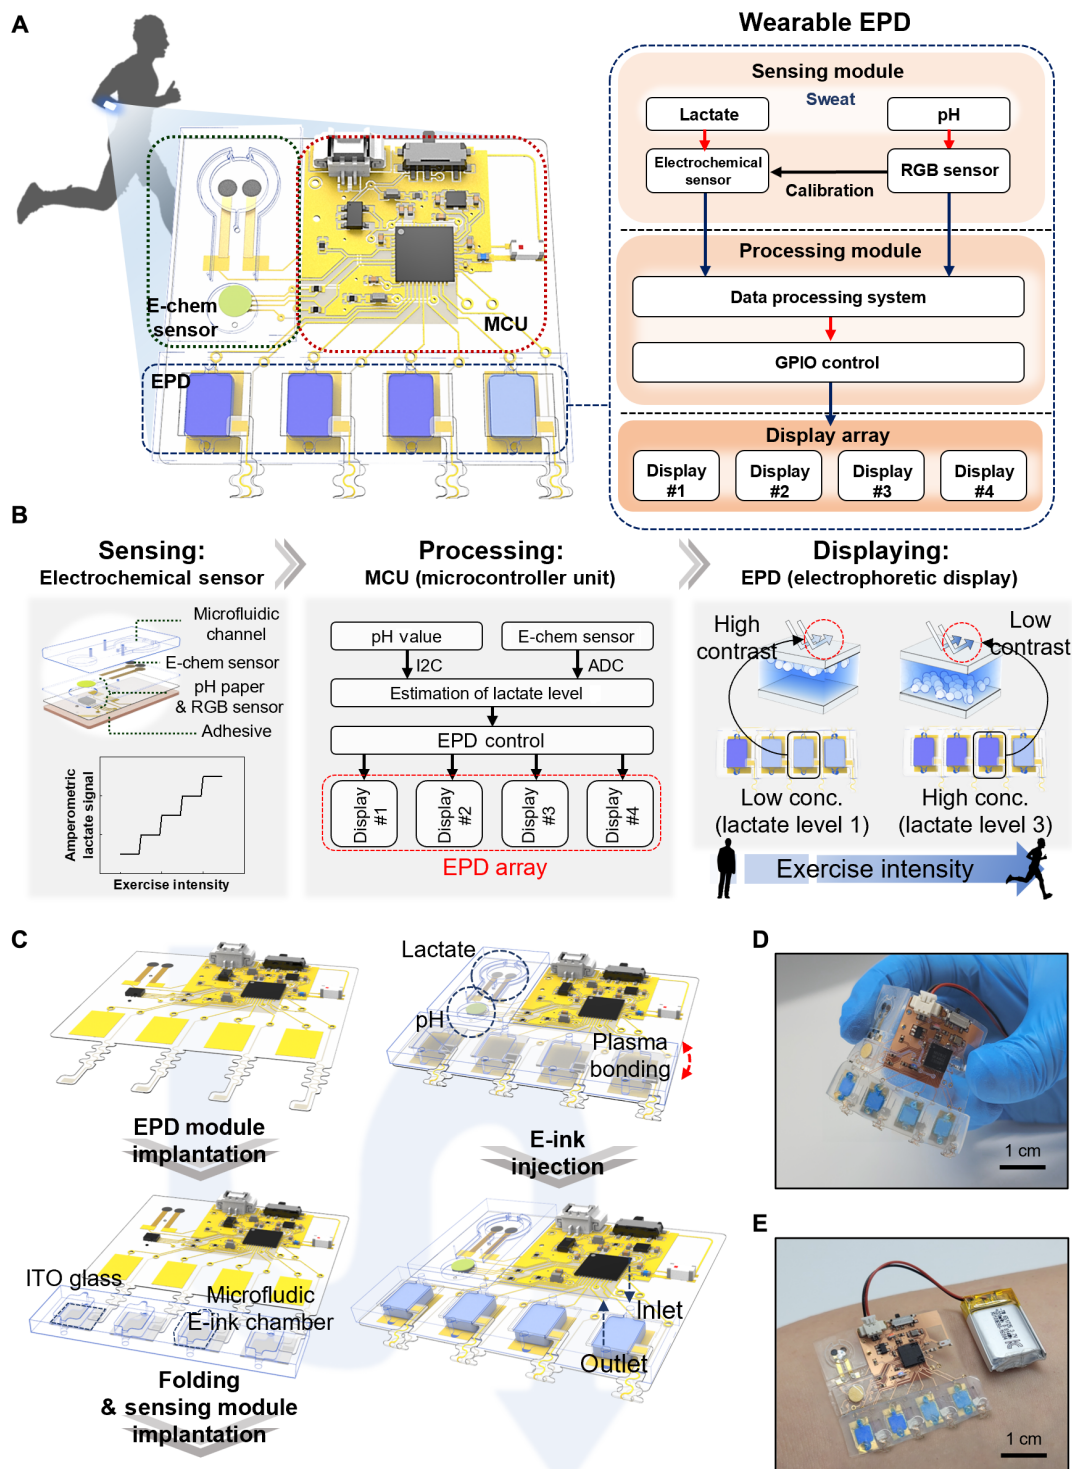 A
Wearable EPD
Sensing module
Sweat
Lactate
pH
Electrochemical
sensor
RGB sensor
Calibration
Processing module
Data processing system
GPIO control
Display array
Display
#1
Display
#2
Display
#3
Display
#4
E-chem
sensor
MCU
EPD
B
Sensing:
Electrochemical sensor
Microfluidic
channel
E-chem sensor
pH paper
& RGB sensor
Adhesive
Amperometric
lactate signal
Exercise intensity
Processing:
MCU (microcontroller unit)
pH value
E-chem sensor
I2C
ADC
Estimation of lactate level
EPD control
Display
#1
Display
#2
Display
#3
Display
#4
EPD array
Displaying:
EPD (electrophoretic display)
High
contrast
Low
contrast
Low conc.
(lactate level 1)
High conc.
(lactate level 3)
Exercise intensity
C
EPD module
implantation
ITO glass
Microfludic
E-ink chamber
Folding
& sensing module
implantation
Lactate
pH
Plasma
bonding
E-ink
injection
Inlet
Outlet
D
1 cm
E
1 cm